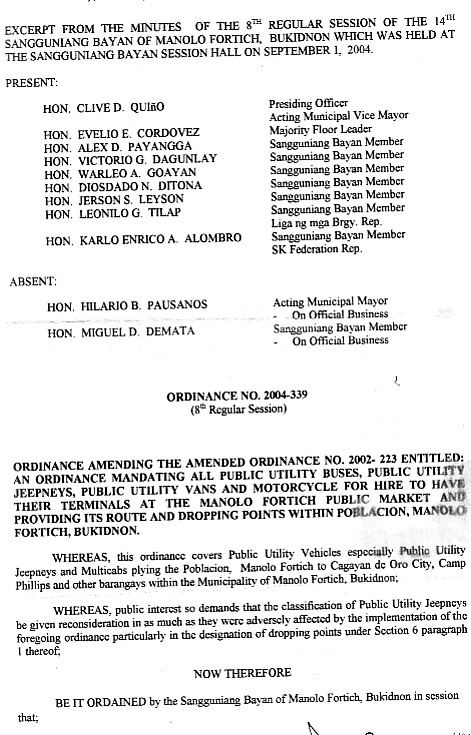 EXCERPT FROM THE MINUTES OF THE 8TH REGULAR SESSION OF THE 14TH
SANGGUNIANG BAYAN OF MANOLO FORTICH, BUKIDNON WHICH WAS HELD AT
THE SANGGUNIANG BAYAN SESSION HALL ON SEPTEMBER 1, 2004.
PRESENT:
HON. CLIVE D. QUIñO Presiding Officer
Acting Municipal Vice Mayor
HON. EVELIO E. CORDOVEZ Majority Floor Leader
HON. ALEX D. PAYANGGA Sangguniang Bayan Member
HON. VICTORIO G. DAGUNLAY Sangguniang Bayan Member
HON. WARLEO A. GOAYAN Sangguniang Bayan Member
HON. DIOSDADO N. DITONA Sangguniang Bayan Member
HON. JERSON S. LEYSON Sangguniang Bayan Member
HON. LEONILO G. TILAP Sangguniang Bayan Member
Liga ng mga Brgy. Rep.
HON. KARLO ENRICO A. ALOMBRO Sangguniang Bayan Member
SK Federation Rep.
ABSENT:
HON. HILARIO B. PAUSANOS Acting Municipal Mayor
- On Official Business
HON. MIGUEL D. DEMATA Sangguniang Bayan Member
- On Official Business
ORDINANCE NO. 2004-339
(8th Regular Session)
ORDINANCE AMENDING THE AMENDED ORDINANCE NO. 2002- 223 ENTITLED:
AN ORDINANCE MANDATING ALL PUBLIC UTILITY BUSES, PUBLIC UTILITY
JEEPNEYS, PUBLIC UTILITY VANS AND MOTORCYCLE FOR HIRE TO HAVE
THEIR TERMINALS AT THE MANOLO FORTICH PUBLIC MARKET AND
PROVIDING ITS ROUTE AND DROPPING POINTS WITHIN POBLACION, MANOLO
FORTICH, BUKIDNON.
WHEREAS, this ordinance covers Public Utility Vehicles especially Public Utility
Jeepneys and Multicabs plying the Poblacion, Manolo Fortich to Cagayan de Oro City, Camp
Phillips and other barangays within the Municipality of Manolo Fortich, Bukidnon;
WHEREAS, public interest so demands that the classification of Public Utility Jeepneys
be given reconsideration in as much as they were adversely affected by the implementation of the
foregoing ordinance particularly in the designation of dropping points under Section 6 paragraph
1 thereof;
NOW THEREFORE
BE IT ORDAINED by the Sangguniang Bayan of Manolo Fortich, Bukidnon in session
that;